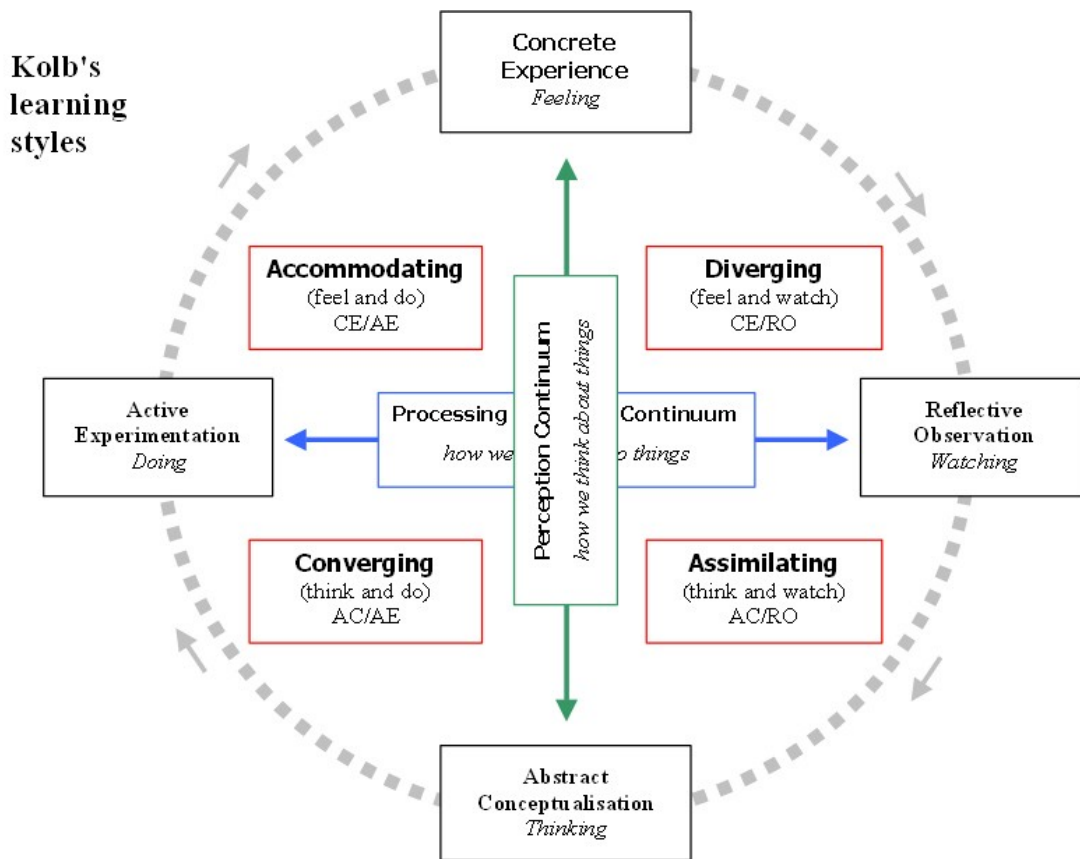 Kolb's
learning
styles
Concrete
Experience
Feeling
Accommodating
(feel and do)
CE/AE
Diverging
(feel and watch)
CE/RO
Active
Experimentation
Doing
Processing Continuum
how we o things
Perception Continuum
how we think about things
Reflective
Observation
Watching
Converging
(think and do)
AC/AE
Assimilating
(think and watch)
AC/RO
Abstract
Conceptualisation
Thinking